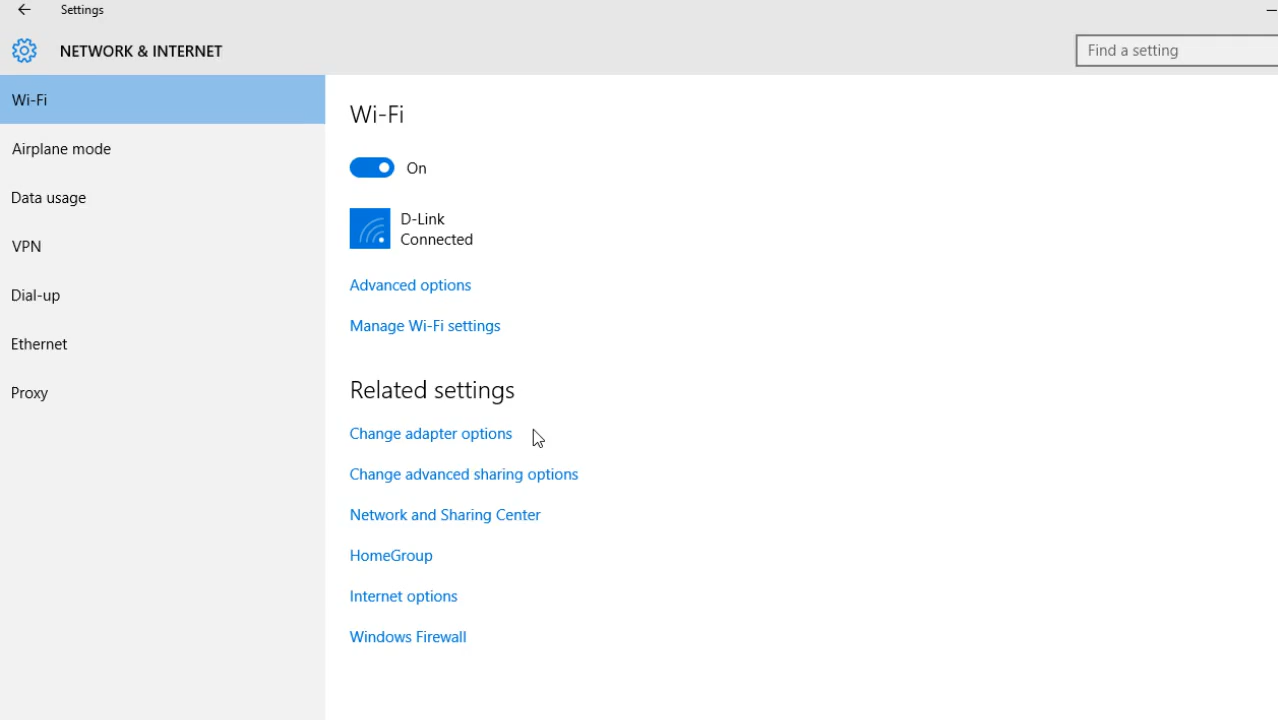 Settings
NETWORK & INTERNET
Find a setting
Wi-Fi
Airplane mode
Data usage
VPN
Dial-up
Ethernet
Proxy
Wi-Fi
On
D-Link
Connected
Advanced options
Manage Wi-Fi settings
Related settings
Change adapter options
Change advanced sharing options
Network and Sharing Center
HomeGroup
Internet options
Windows Firewall